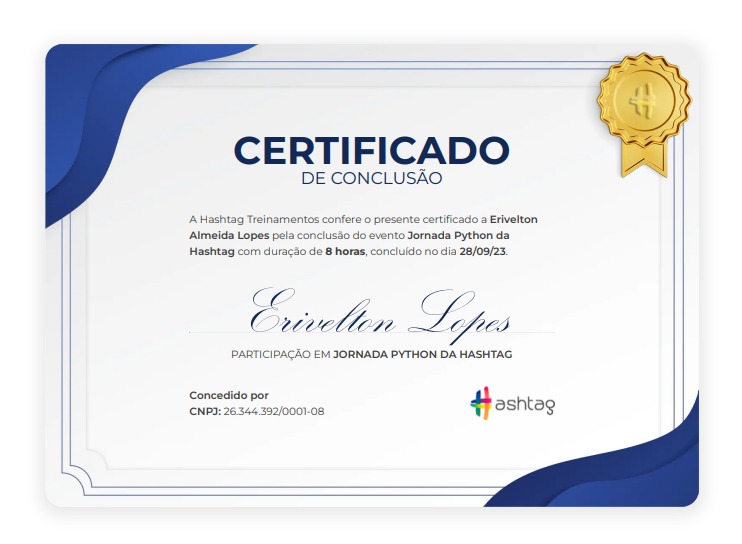 CERTIFICADO
DE CONCLUSÃO
A Hashtag Treinamentos confere o presente certificado a Erivelton
Almeida Lopes pela conclusão do evento Jornada Python da
Hashtag com duração de 8 horas, concluído no dia 28/09/23.
Erivelton Lopes
PARTICIPAÇÃO EM JORNADA PYTHON DA HASHTAG
Concedido por
CNPJ: 26.344.392/0001-08
#ashtag